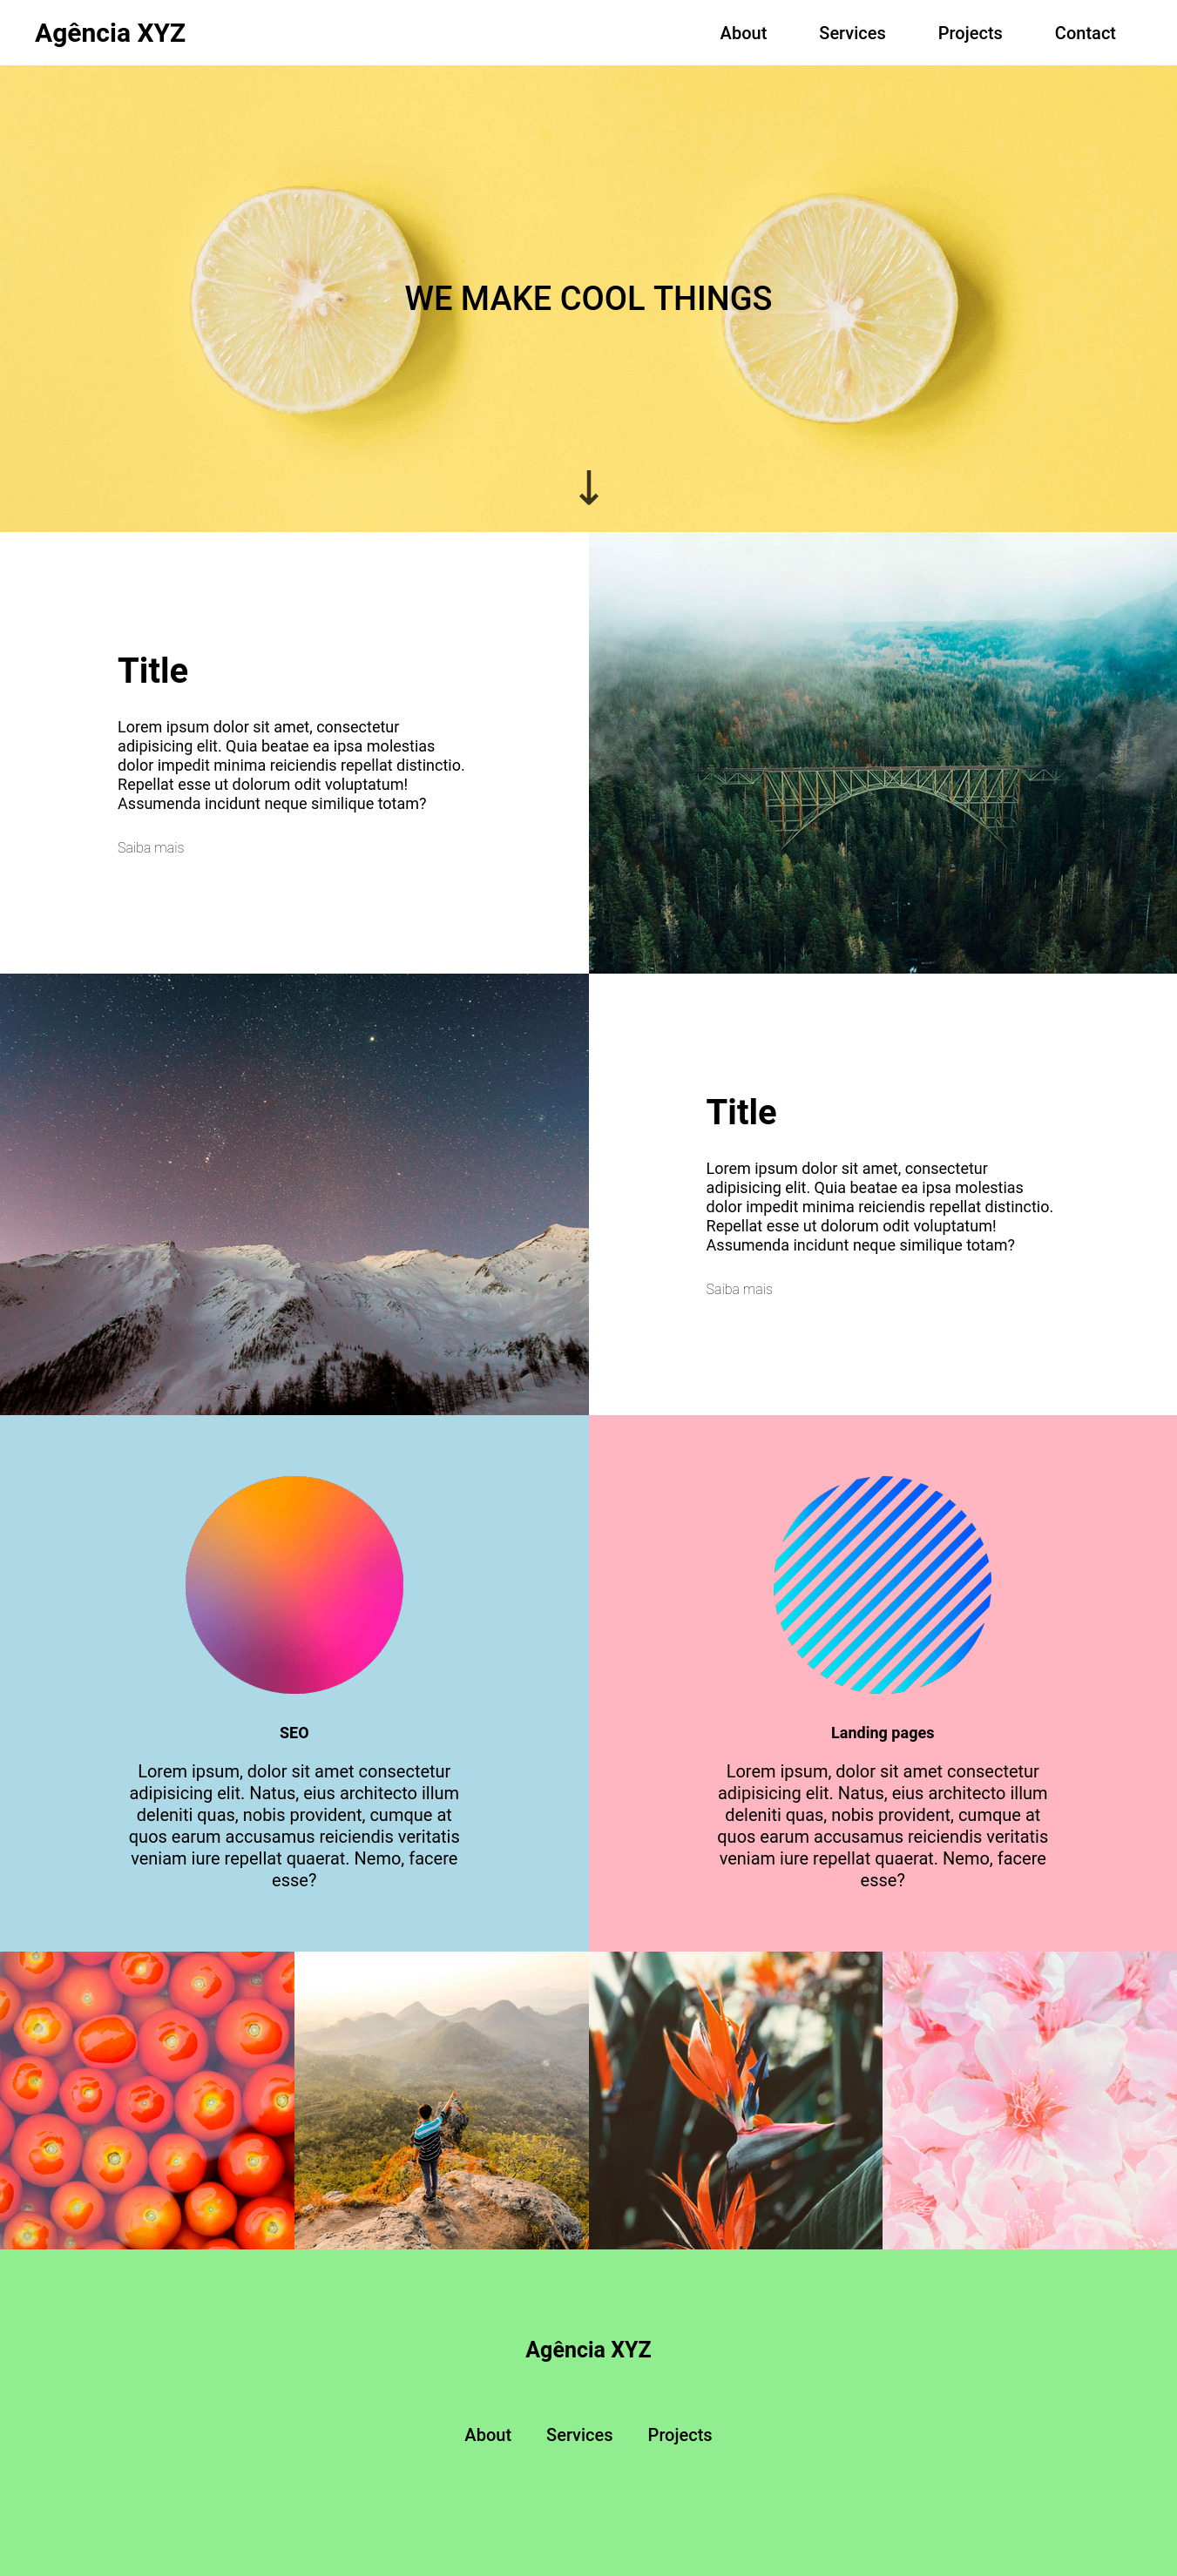 Agência XYZ
About Services Projects Contact
WE MAKE COOL THINGS
Title
Lorem ipsum dolor sit amet, consectetur
adipisicing elit. Quia beatae ea ipsa molestias
dolor impedit minima reiciendis repellat distinctio.
Repellat esse ut dolorum odit voluptatum!
Assumenda incidunt neque similique totam?
Saiba mais
Title
Lorem ipsum dolor sit amet, consectetur
adipisicing elit. Quia beatae ea ipsa molestias
dolor impedit minima reiciendis repellat distinctio.
Repellat esse ut dolorum odit voluptatum!
Assumenda incidunt neque similique totam?
Saiba mais
SEO
Lorem ipsum, dolor sit amet consectetur
adipisicing elit. Natus, eius architecto illum
deleniti quas, nobis provident, cumque at
quos earum accusamus reiciendis veritatis
veniam iure repellat quaerat. Nemo, facere
esse?
Landing pages
Lorem ipsum, dolor sit amet consectetur
adipisicing elit. Natus, eius architecto illum
deleniti quas, nobis provident, cumque at
quos earum accusamus reiciendis veritatis
veniam iure repellat quaerat. Nemo, facere
esse?
Agência XYZ
About Services Projects